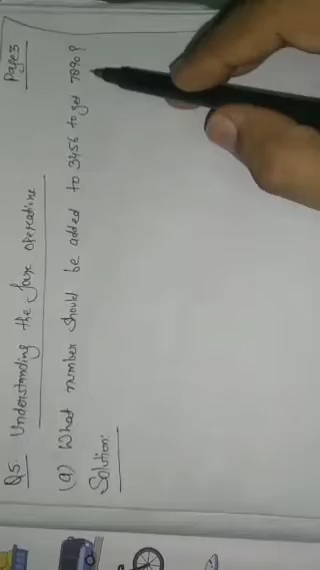 Page 3
Q5. Understanding the four operations
(a) What number should be added to 3456 to get 7890?
Solution: